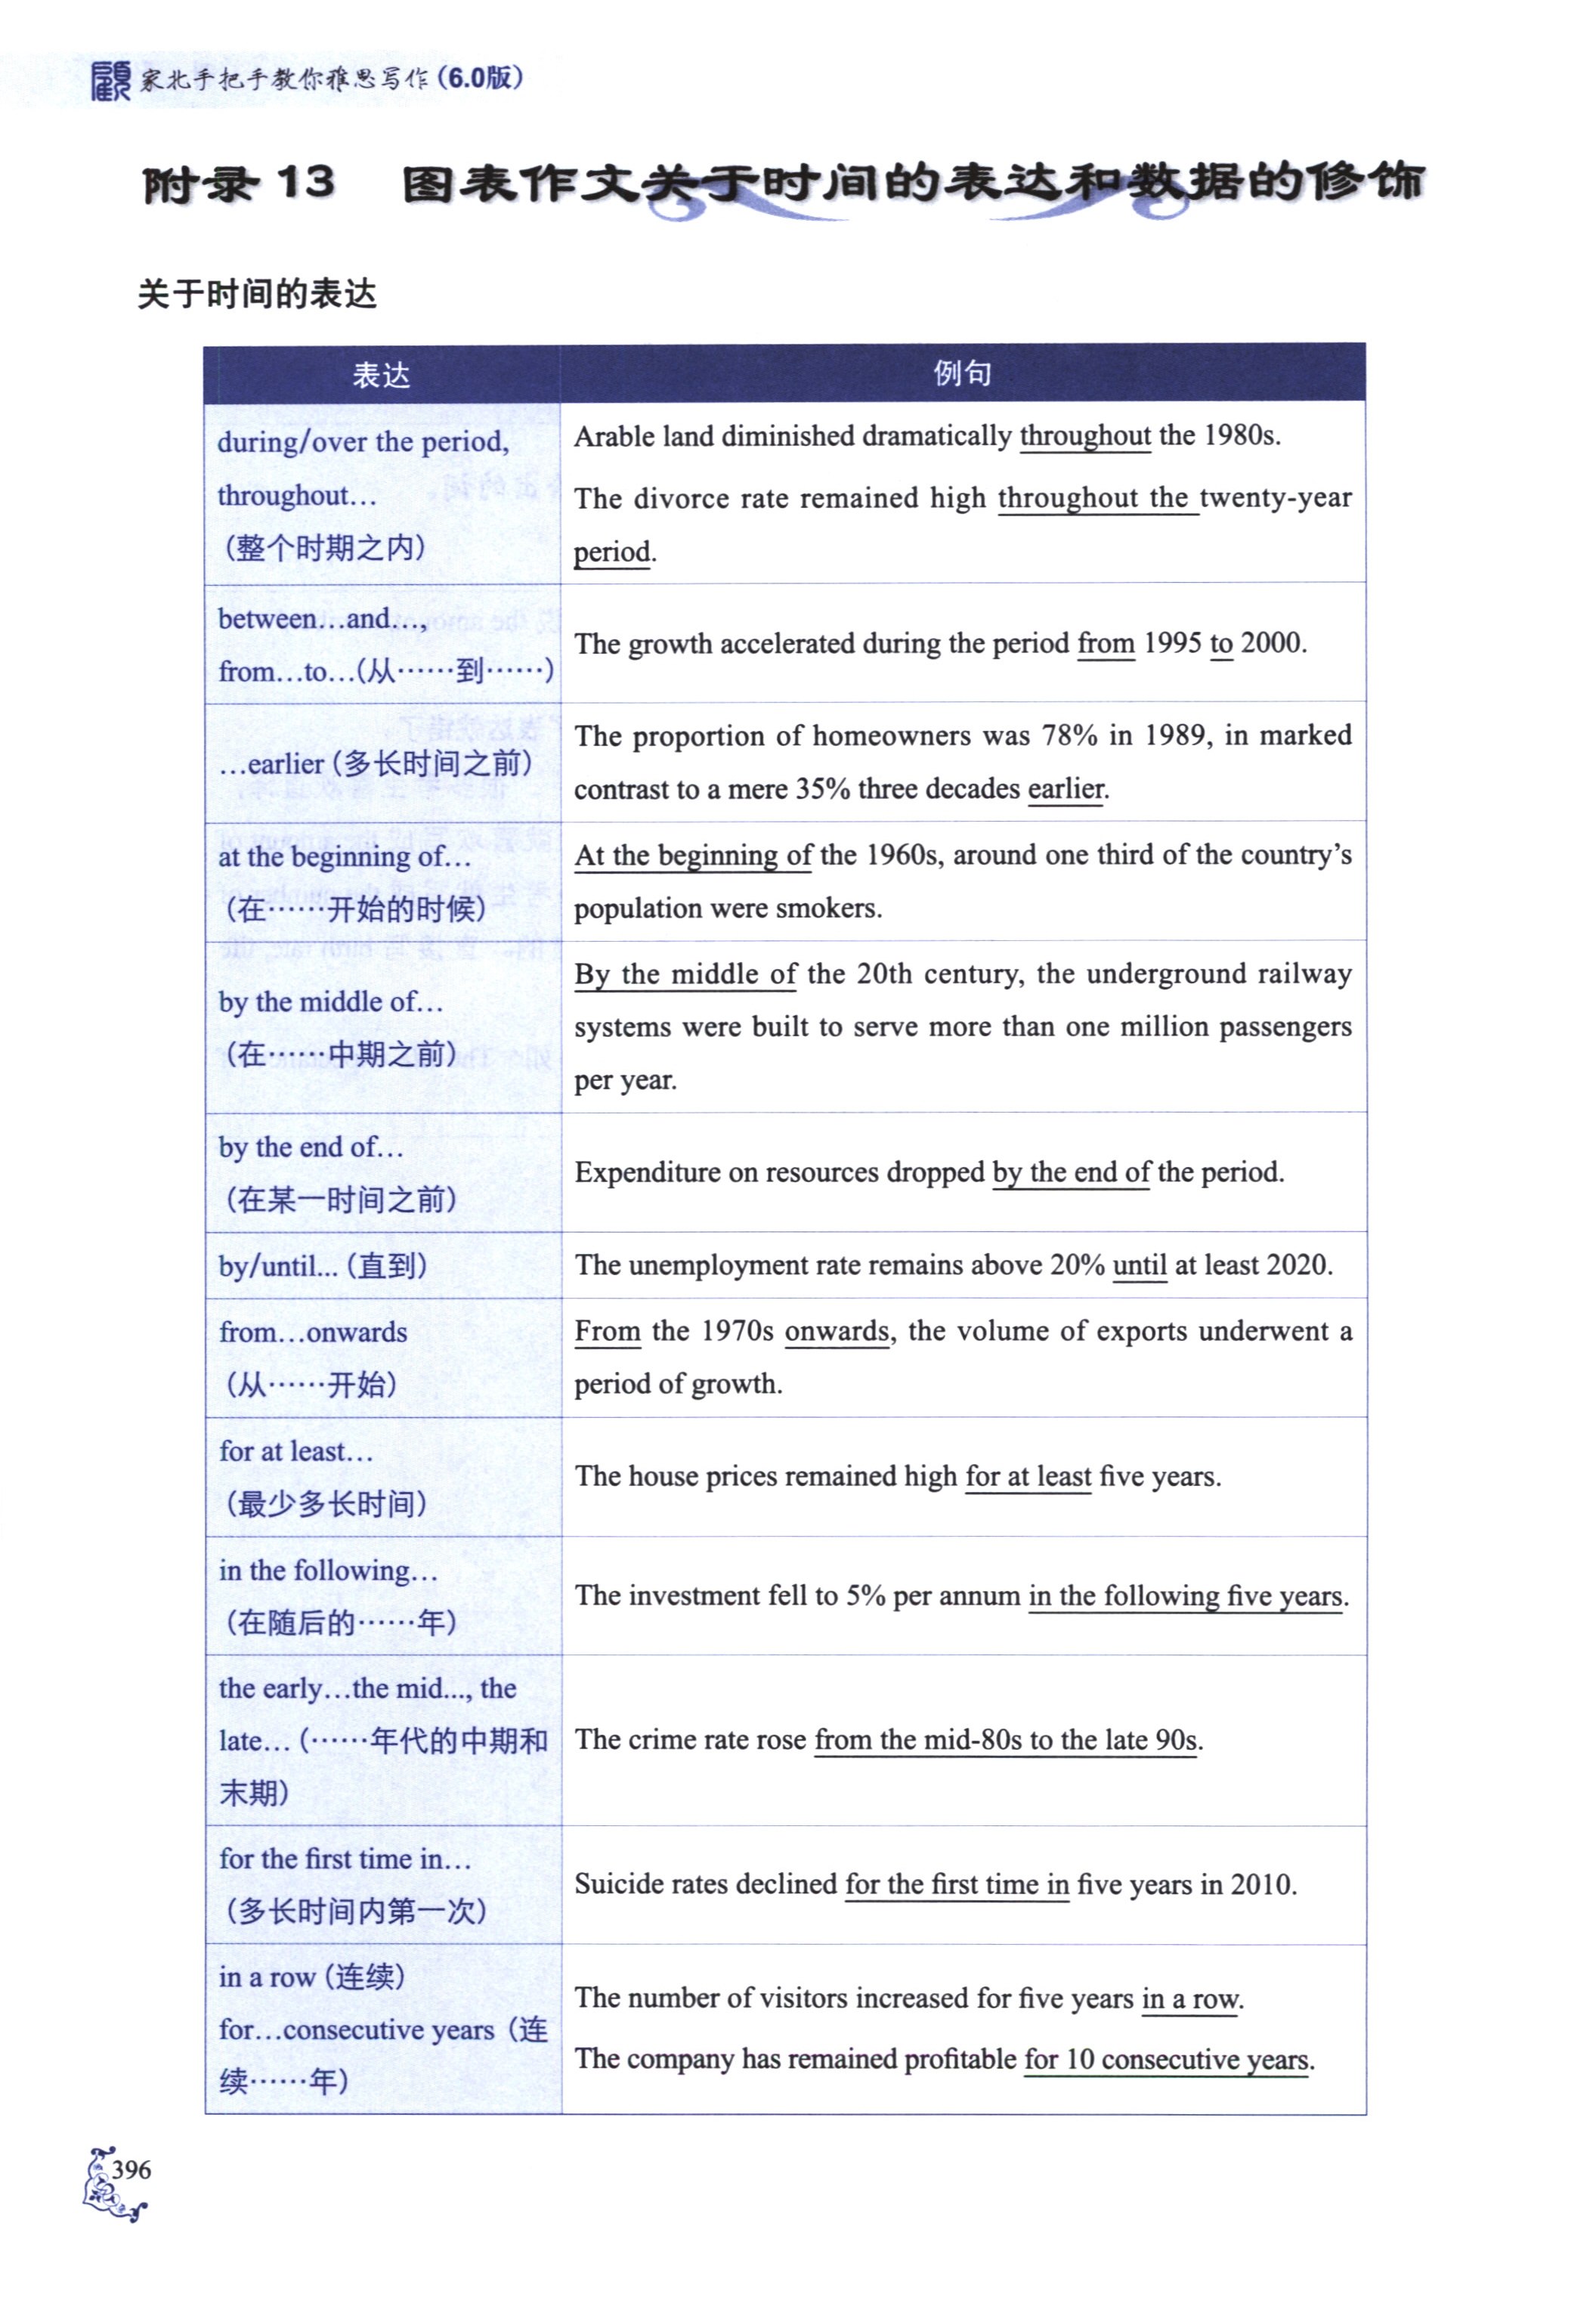 顧家北手把手教你雅思写作（6.0版）
附录 13 图表作文关于时间的表达和数据的修饰
关于时间的表达
表达
例句
during/over the period,
throughout…
（整个时期之内）
Arable land diminished dramatically throughout the 1980s.
The divorce rate remained high throughout the twenty-year
period.
between…and…,
from…to…（从……到……）
The growth accelerated during the period from 1995 to 2000.
…earlier（多长时间之前）
The proportion of homeowners was 78% in 1989, in marked
contrast to a mere 35% three decades earlier.
at the beginning of…
（在……开始的时候）
At the beginning of the 1960s, around one third of the country’s
population were smokers.
by the middle of…
（在……中期之前）
By the middle of the 20th century, the underground railway
systems were built to serve more than one million passengers
per year.
by the end of…
（在某一时间之前）
Expenditure on resources dropped by the end of the period.
by/until...（直到）
The unemployment rate remains above 20% until at least 2020.
from…onwards
（从……开始）
From the 1970s onwards, the volume of exports underwent a
period of growth.
for at least…
（最少多长时间）
The house prices remained high for at least five years.
in the following…
（在随后的……年）
The investment fell to 5% per annum in the following five years.
the early…the mid..., the
late…（……年代的中期和
末期）
The crime rate rose from the mid-80s to the late 90s.
for the first time in…
（多长时间内第一次）
Suicide rates declined for the first time in five years in 2010.
in a row（连续）
for…consecutive years（连
续……年）
The number of visitors increased for five years in a row.
The company has remained profitable for 10 consecutive years.
396